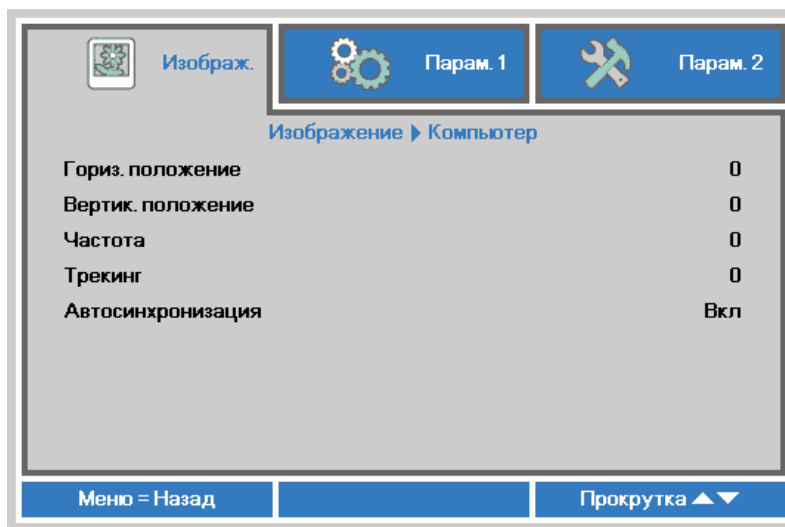 Изображ.
Парам. 1
Парам. 2
Изображение ▶ Компьютер
Гориз. положение 0
Вертик. положение 0
Частота 0
Трекинг 0
Автосинхронизация Вкл
Меню = Назад
Прокрутка ▲▼